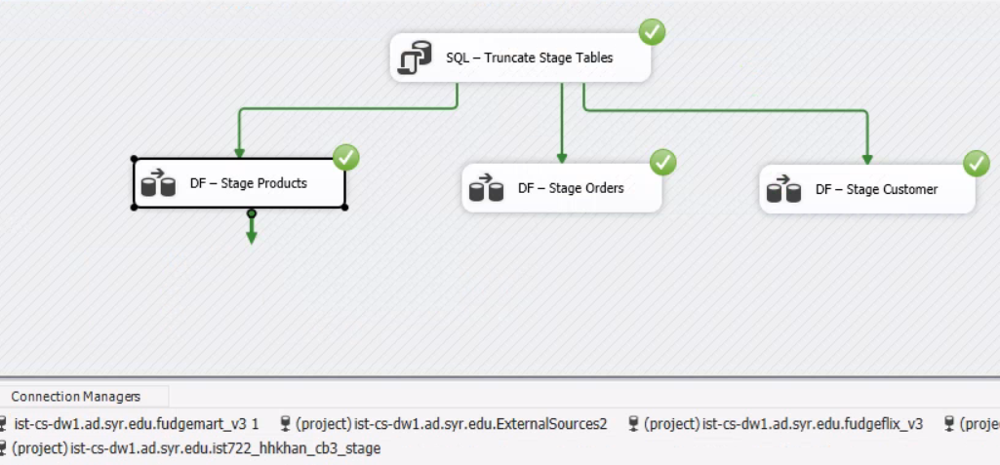 SQL – Truncate Stage Tables
DF – Stage Products
DF – Stage Orders
DF – Stage Customer
Connection Managers
ist-cs-dw1.ad.syr.edu.fudgemart_v3 1 (project) ist-cs-dw1.ad.syr.edu.ExternalSources2 (project) ist-cs-dw1.ad.syr.edu.fudgeflix_v3
(project) ist-cs-dw1.ad.syr.edu.ist722_hhkhan_cb3_stage